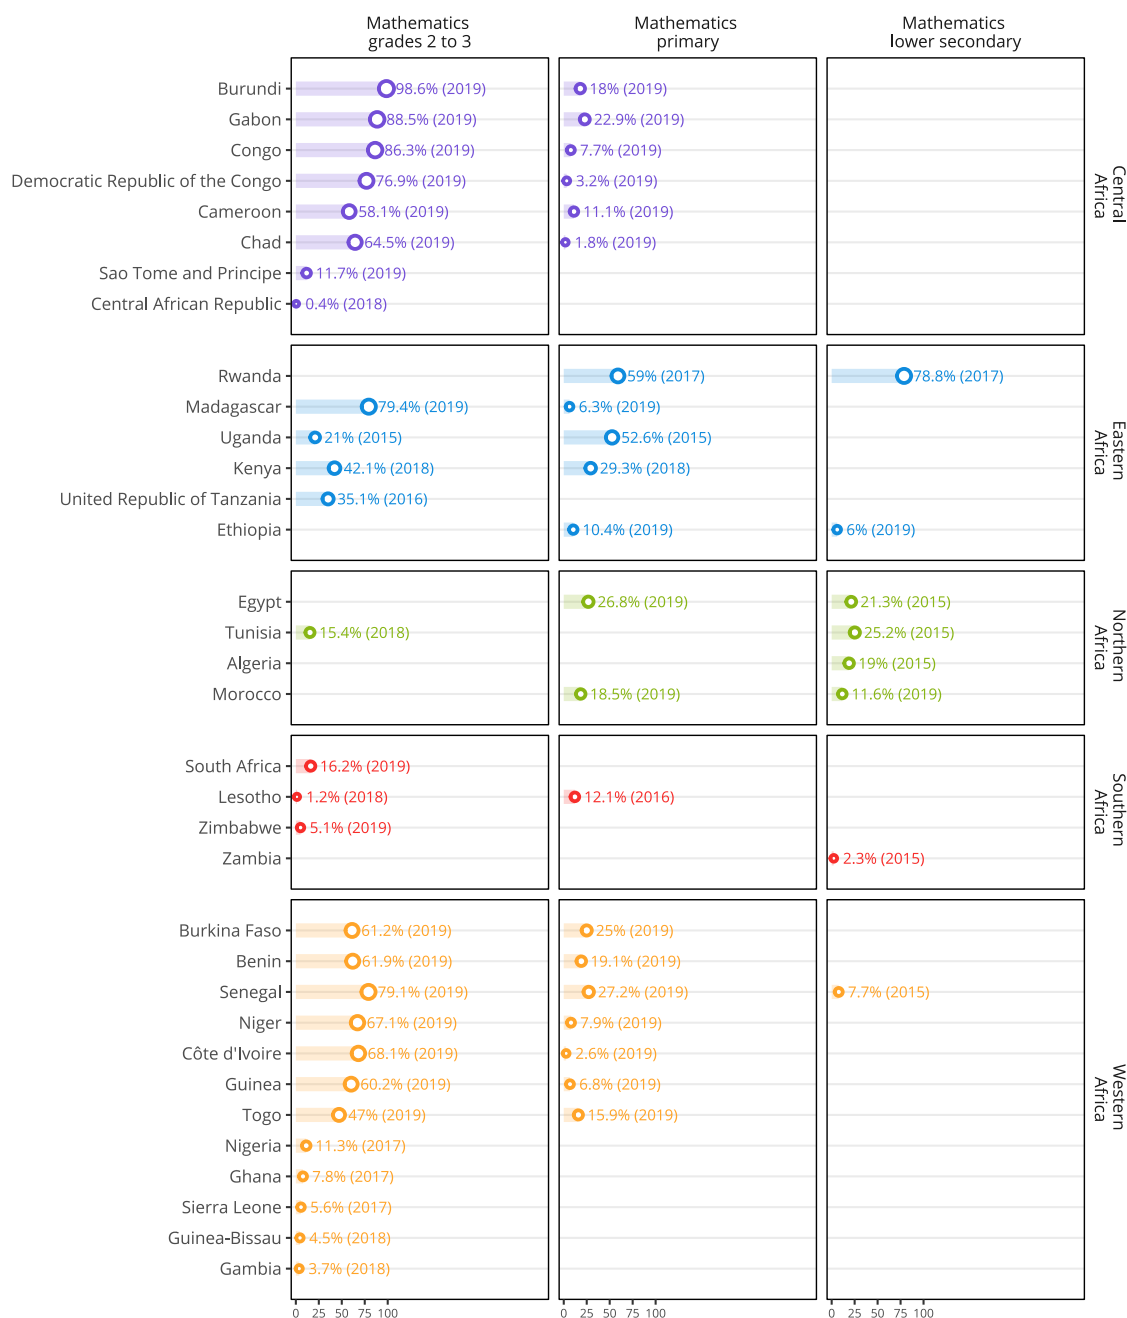 Mathematics
grades 2 to 3
Mathematics
primary
Mathematics
lower secondary
Central
Africa
Burundi 98.6% (2019) 18% (2019)
Gabon 88.5% (2019) 22.9% (2019)
Congo 86.3% (2019) 7.7% (2019)
Democratic Republic of the Congo 76.9% (2019) 3.2% (2019)
Cameroon 58.1% (2019) 11.1% (2019)
Chad 64.5% (2019) 1.8% (2019)
Sao Tome and Principe 11.7% (2019)
Central African Republic 0.4% (2018)
Eastern
Africa
Rwanda 59% (2017) 78.8% (2017)
Madagascar 79.4% (2019) 6.3% (2019)
Uganda 21% (2015) 52.6% (2015)
Kenya 42.1% (2018) 29.3% (2018)
United Republic of Tanzania 35.1% (2016)
Ethiopia 10.4% (2019) 6% (2019)
Northern
Africa
Egypt 26.8% (2019) 21.3% (2015)
Tunisia 15.4% (2018) 25.2% (2015)
Algeria 19% (2015)
Morocco 18.5% (2019) 11.6% (2019)
Southern
Africa
South Africa 16.2% (2019)
Lesotho 1.2% (2018) 12.1% (2016)
Zimbabwe 5.1% (2019)
Zambia 2.3% (2015)
Western
Africa
Burkina Faso 61.2% (2019) 25% (2019)
Benin 61.9% (2019) 19.1% (2019)
Senegal 79.1% (2019) 27.2% (2019) 7.7% (2015)
Niger 67.1% (2019) 7.9% (2019)
Côte d'Ivoire 68.1% (2019) 2.6% (2019)
Guinea 60.2% (2019) 6.8% (2019)
Togo 47% (2019) 15.9% (2019)
Nigeria 11.3% (2017)
Ghana 7.8% (2017)
Sierra Leone 5.6% (2017)
Guinea-Bissau 4.5% (2018)
Gambia 3.7% (2018)
0 25 50 75 100 0 25 50 75 100 0 25 50 75 100